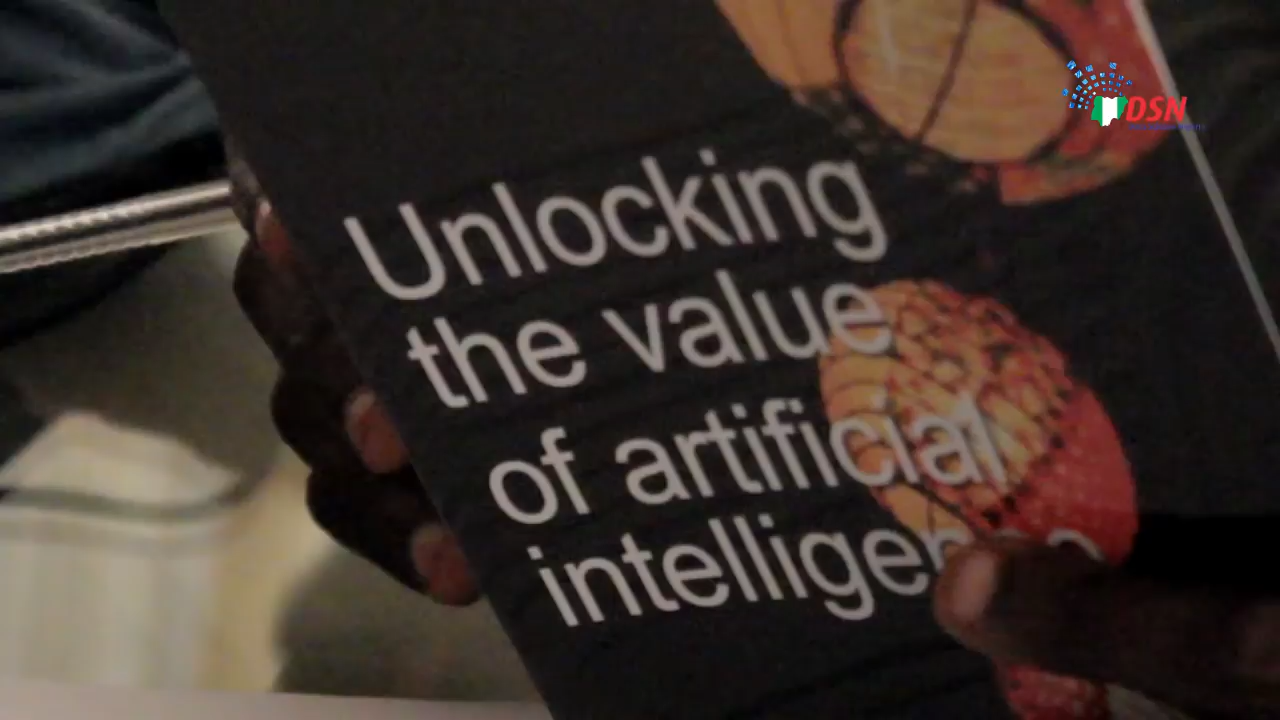 DSN
Unlocking
the value
of artificial
intelligence